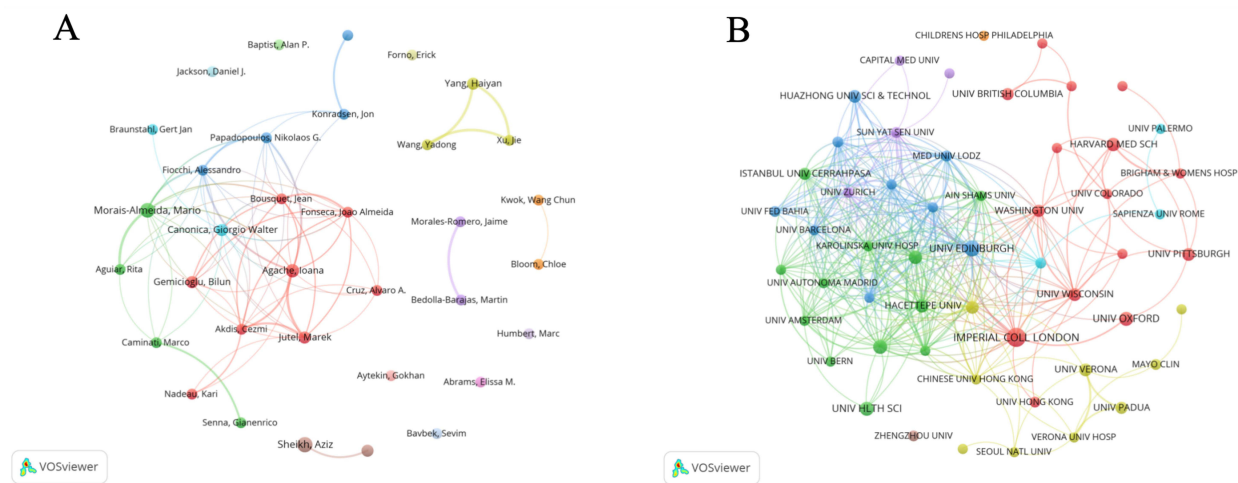 A
Baptist, Alan P.
Forno, Erick
Jackson, Daniel J.
Yang, Haiyan
Konradsen, Jon
Braunstahl, Gert Jan
Papadopoulos, Nikolaos G.
Wang, Yadong
Xu, Jie
Fiocchi, Alessandro
Bousquet, Jean
Kwok, Wang Chun
Morais-Almeida, Mario
Fonseca, Joao Almeida
Morales-Romero, Jaime
Canonica, Giorgio Walter
Bloom, Chloe
Aguiar, Rita
Agache, Ioana
Gemicioglu, Bilun
Cruz, Alvaro A.
Bedolla-Barajas, Martin
Akdis, Cezmi
Jutel, Marek
Humbert, Marc
Caminati, Marco
Aytekin, Gokhan
Abrams, Elissa M.
Nadeau, Kari
Senna, Gianenrico
Bavbek, Sevim
Sheikh, Aziz
VOSviewer
B
CHILDRENS HOSP PHILADELPHIA
CAPITAL MED UNIV
HUAZHONG UNIV SCI & TECHNOL
UNIV BRITISH COLUMBIA
SUN YAT SEN UNIV
UNIV PALERMO
HARVARD MED SCH
MED UNIV LODZ
ISTANBUL UNIV CERRAHPASA
BRIGHAM & WOMENS HOSP
UNIV ZURICH
AIN SHAMS UNIV
UNIV COLORADO
UNIV FED BAHIA
WASHINGTON UNIV
SAPIENZA UNIV ROME
UNIV BARCELONA
KAROLINSKA UNIV HOSP
UNIV EDINBURGH
UNIV PITTSBURGH
UNIV AUTONOMA MADRID
UNIV WISCONSIN
HACETTEPE UNIV
UNIV AMSTERDAM
UNIV OXFORD
IMPERIAL COLL LONDON
UNIV BERN
CHINESE UNIV HONG KONG
UNIV VERONA
MAYO CLIN
UNIV HLTH SCI
UNIV HONG KONG
UNIV PADUA
ZHENGZHOU UNIV
VERONA UNIV HOSP
SEOUL NATL UNIV
VOSviewer